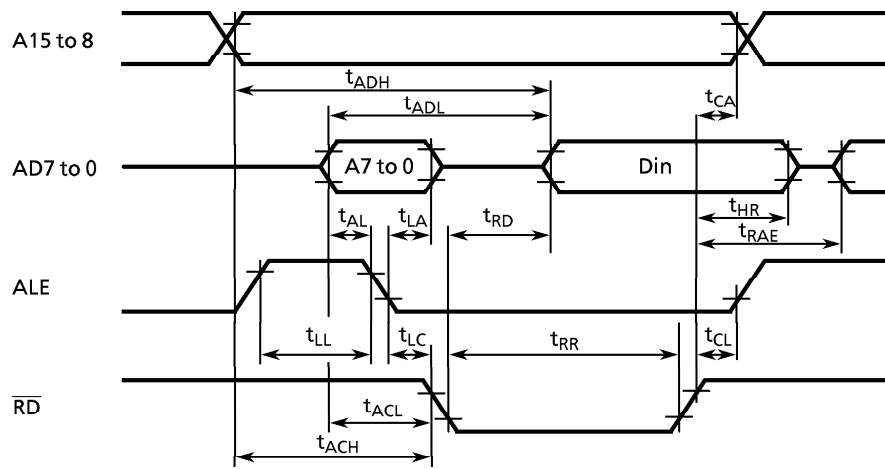 A15 to 8
tADH
tADL
tCA
AD7 to 0
A7 to 0
Din
tAL
tLA
tRD
tHR
tRAE
ALE
tLL
tLC
tRR
tCL
R̅D̅
tACL
tACH